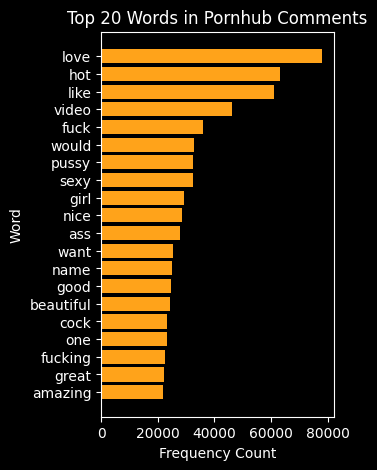 Top 20 Words in Pornhub Comments
love
hot
like
video
fuck
would
pussy
sexy
girl
nice
ass
want
name
good
beautiful
cock
one
fucking
great
amazing
Word
0 20000 40000 60000 80000
Frequency Count